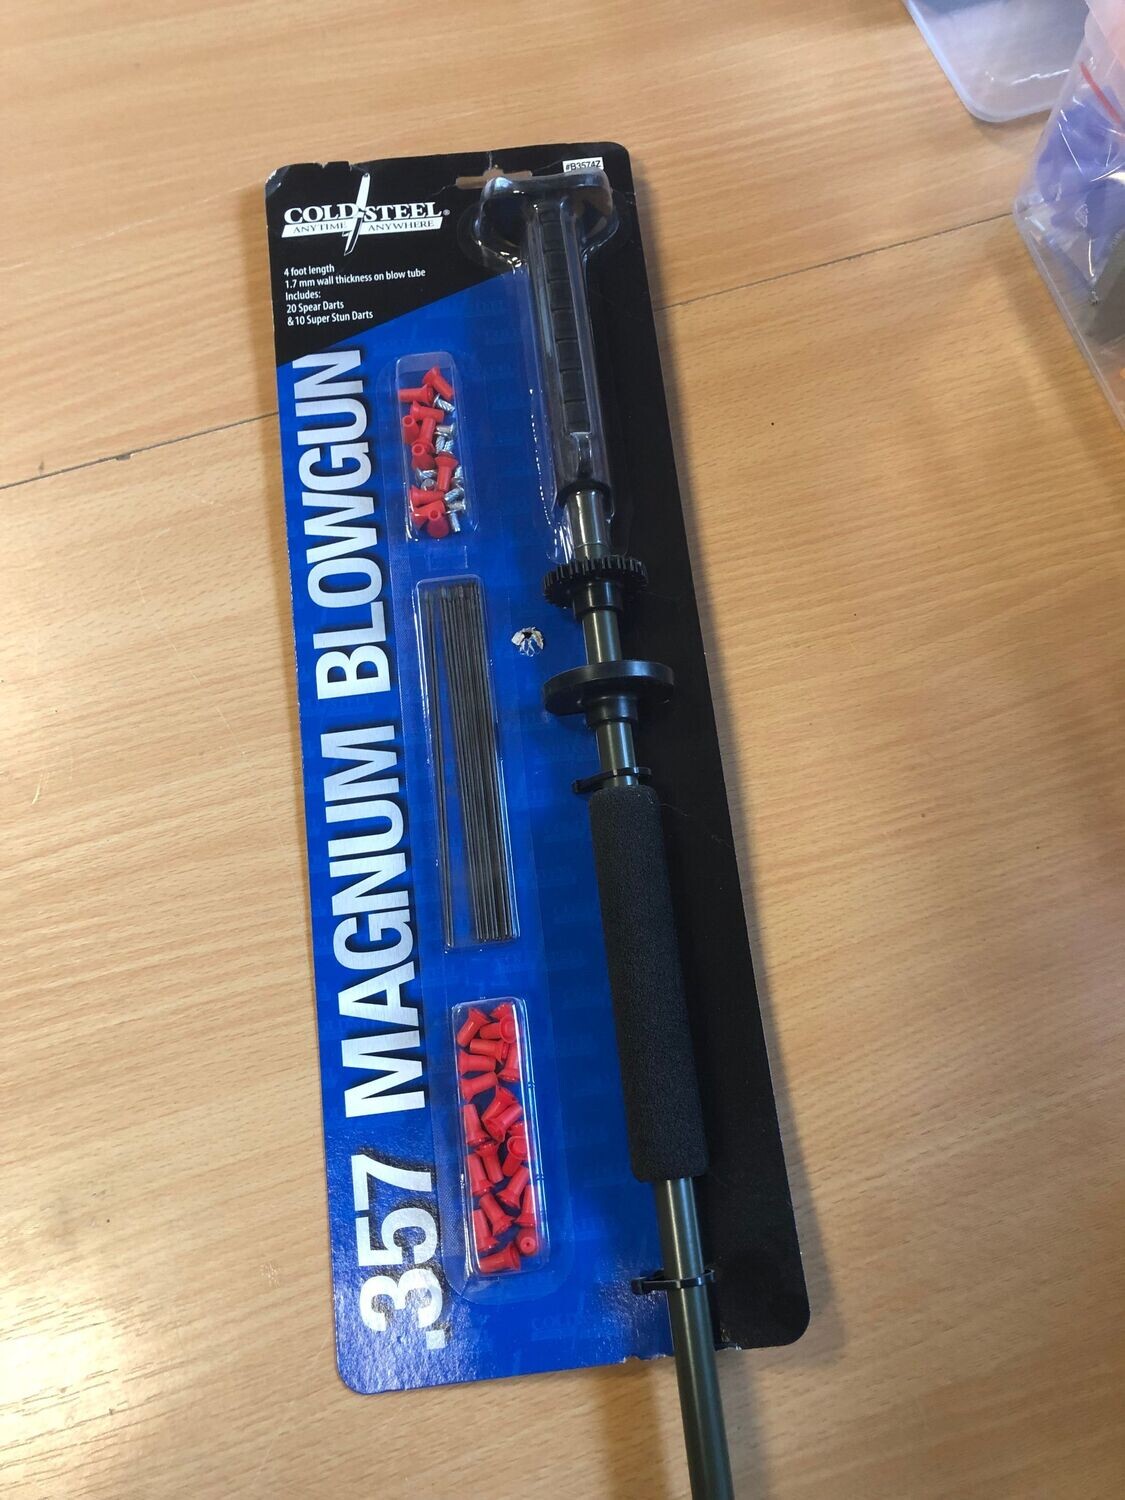 #B3574Z
COLD STEEL®
ANYTIME ANYWHERE
4 foot length
1.7 mm wall thickness on blow tube
Includes:
20 Spear Darts
& 10 Super Stun Darts
.357 MAGNUM BLOWGUN